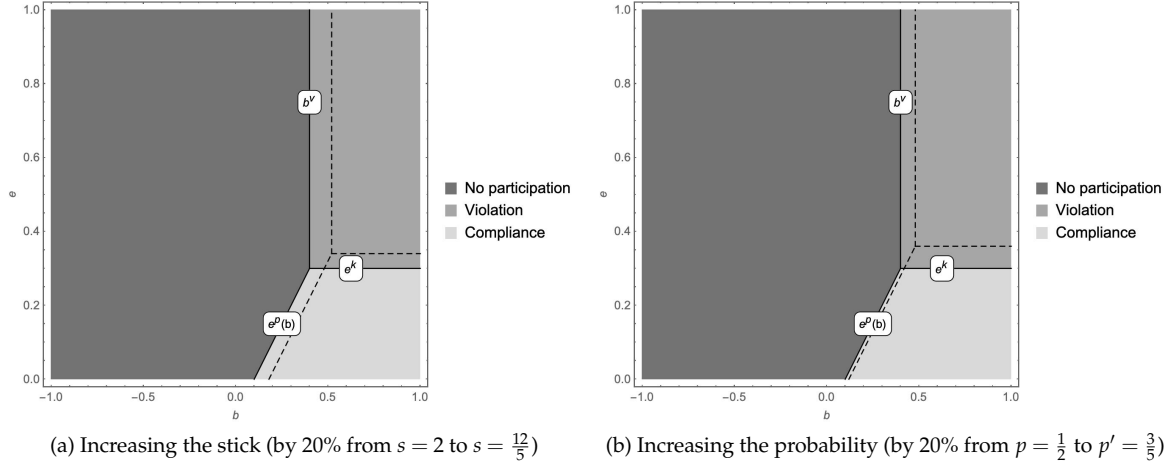 1.0
0.8
0.6
0.4
0.2
0.0
e
−1.0
−0.5
0.0
0.5
1.0
b
b^v
e^k
e^p(b)
No participation
Violation
Compliance
(a) Increasing the stick (by 20% from s = 2 to s = 12/5)
1.0
0.8
0.6
0.4
0.2
0.0
e
−1.0
−0.5
0.0
0.5
1.0
b
b^v
e^k
e^p(b)
No participation
Violation
Compliance
(b) Increasing the probability (by 20% from p = 1/2 to p′ = 3/5)